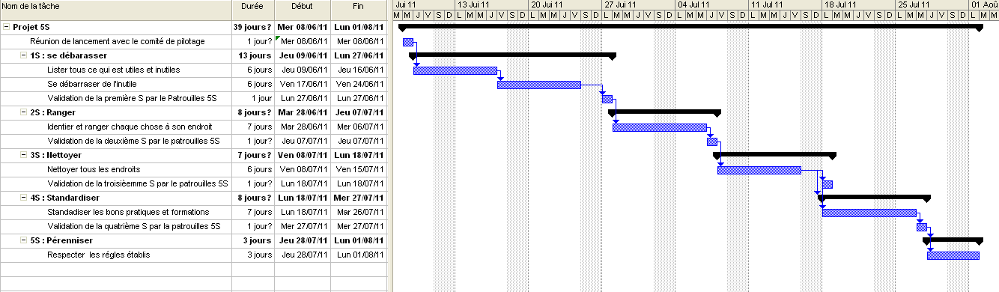 Nom de la tâche Durée Début Fin Jui 11 13 Jui 11 20 Jui 11 27 Jui 11 04 Jul 11 11 Jul 11 18 Jul 11 25 Jul 11 01 Aoû
M M J V S D L M M J V S D L M M J V S D L M M J V S D L M M J V S D L M M J V S D L M M J V S D L M M J V S D L M M
Projet 5S 39 jours? Mer 08/06/11 Lun 01/08/11
Réunion de lancement avec le comité de pilotage 1 jour? Mer 08/06/11 Mer 08/06/11
1S : se débarasser 13 jours Jeu 09/06/11 Lun 27/06/11
Lister tous ce qui est utiles et inutiles 6 jours Jeu 09/06/11 Jeu 16/06/11
Se débarraser de l'inutile 6 jours Ven 17/06/11 Ven 24/06/11
Validation de la première S par le Patrouilles 5S 1 jour Lun 27/06/11 Lun 27/06/11
2S : Ranger 8 jours? Mar 28/06/11 Jeu 07/07/11
Identier et ranger chaque chose à son endroit 7 jours Mar 28/06/11 Mer 06/07/11
Validation de la deuxième S par le patrouilles 5S 1 jour? Jeu 07/07/11 Jeu 07/07/11
3S : Nettoyer 7 jours? Ven 08/07/11 Lun 18/07/11
Nettoyer tous les endroits 6 jours Ven 08/07/11 Ven 15/07/11
Validation de la troisièemme S par le patrouilles 5S 1 jour? Lun 18/07/11 Lun 18/07/11
4S : Standardiser 8 jours? Lun 18/07/11 Mer 27/07/11
Standadiser les bons pratiques et formations 7 jours Lun 18/07/11 Mar 26/07/11
Validation de la quatrième S par la patrouilles 5S 1 jour? Mer 27/07/11 Mer 27/07/11
5S : Pérenniser 3 jours Jeu 28/07/11 Lun 01/08/11
Respecter les régles établis 3 jours Jeu 28/07/11 Lun 01/08/11